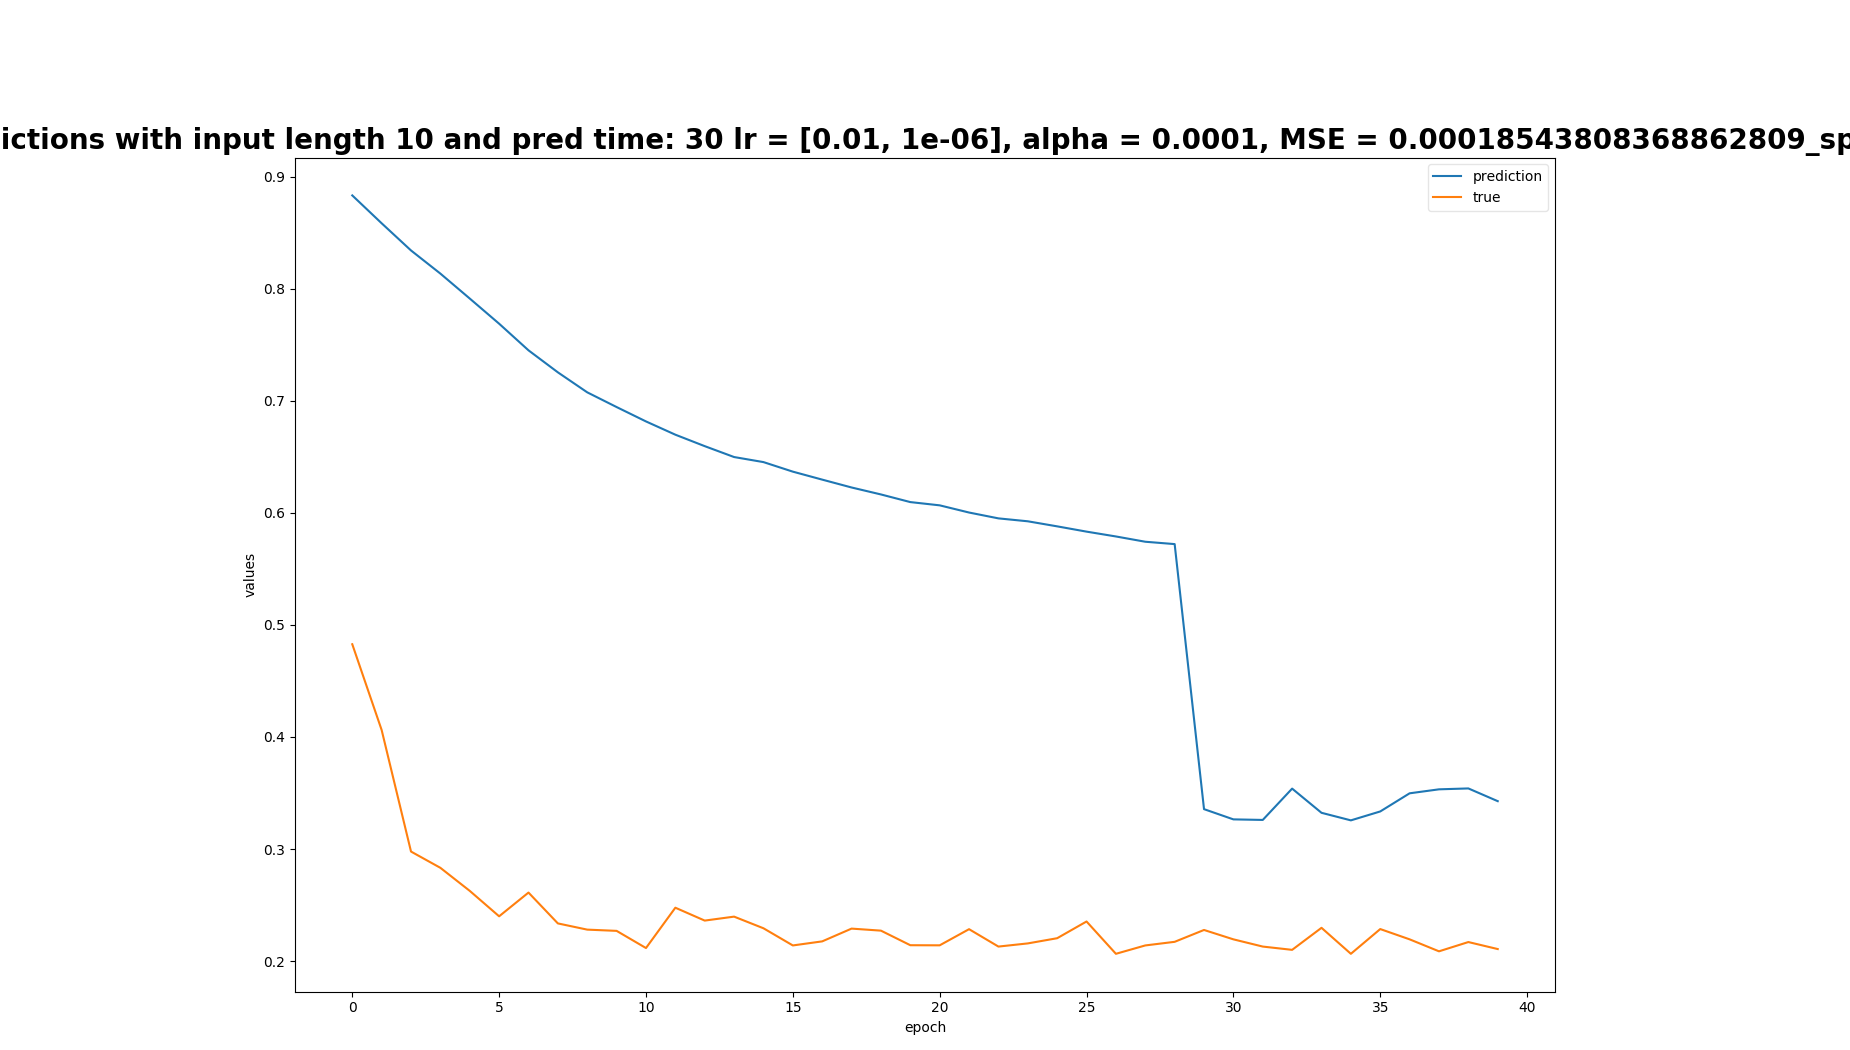 ictions with input length 10 and pred time: 30 lr = [0.01, 1e-06], alpha = 0.0001, MSE = 0.00018543808368862809_sp
prediction
true
0.9
0.8
0.7
0.6
0.5
0.4
0.3
0.2
values
0 5 10 15 20 25 30 35 40
epoch